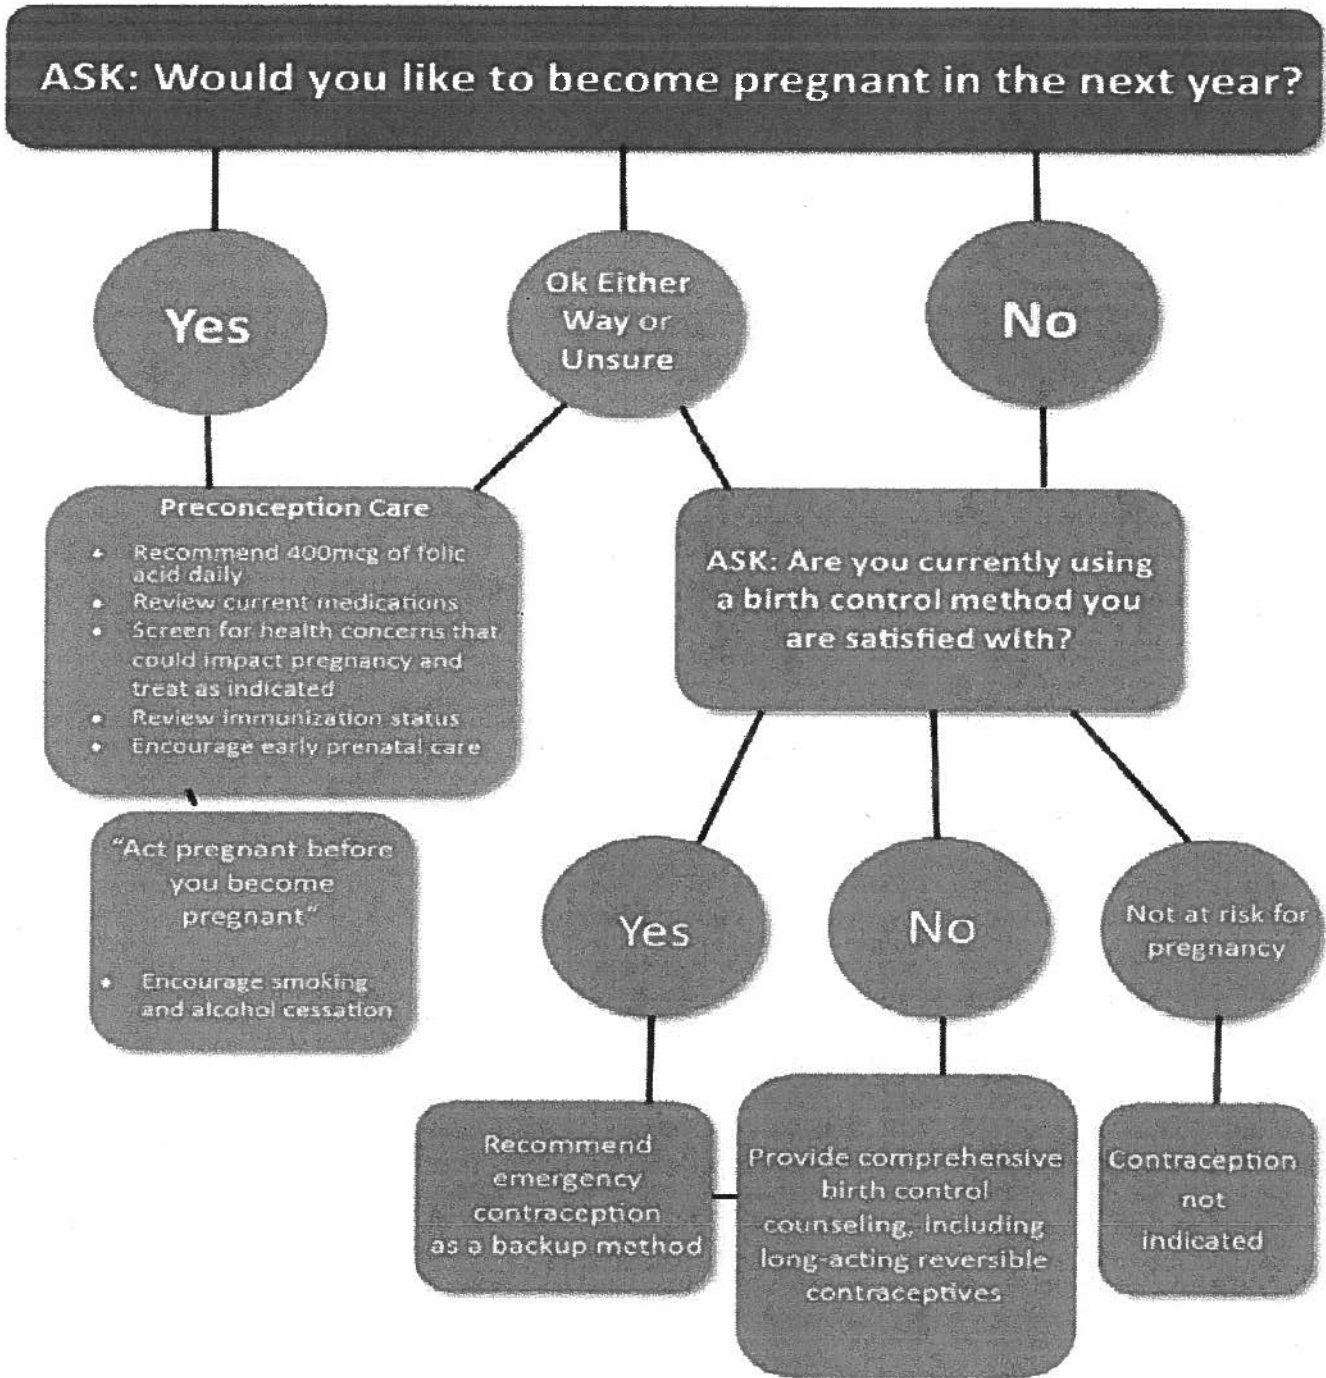 ASK: Would you like to become pregnant in the next year?
Yes
Ok Either
Way or
Unsure
No
Preconception Care
• Recommend 400mcg of folic
acid daily
• Review current medications
• Screen for health concerns that
could impact pregnancy and
treat as indicated
• Review immunization status
• Encourage early prenatal care
ASK: Are you currently using
a birth control method you
are satisfied with?
"Act pregnant before
you become
pregnant"
• Encourage smoking
and alcohol cessation
Yes
No
Not at risk for
pregnancy
Recommend
emergency
contraception
as a backup method
Provide comprehensive
birth control
counseling, including
long-acting reversible
contraceptives
Contraception
not
indicated